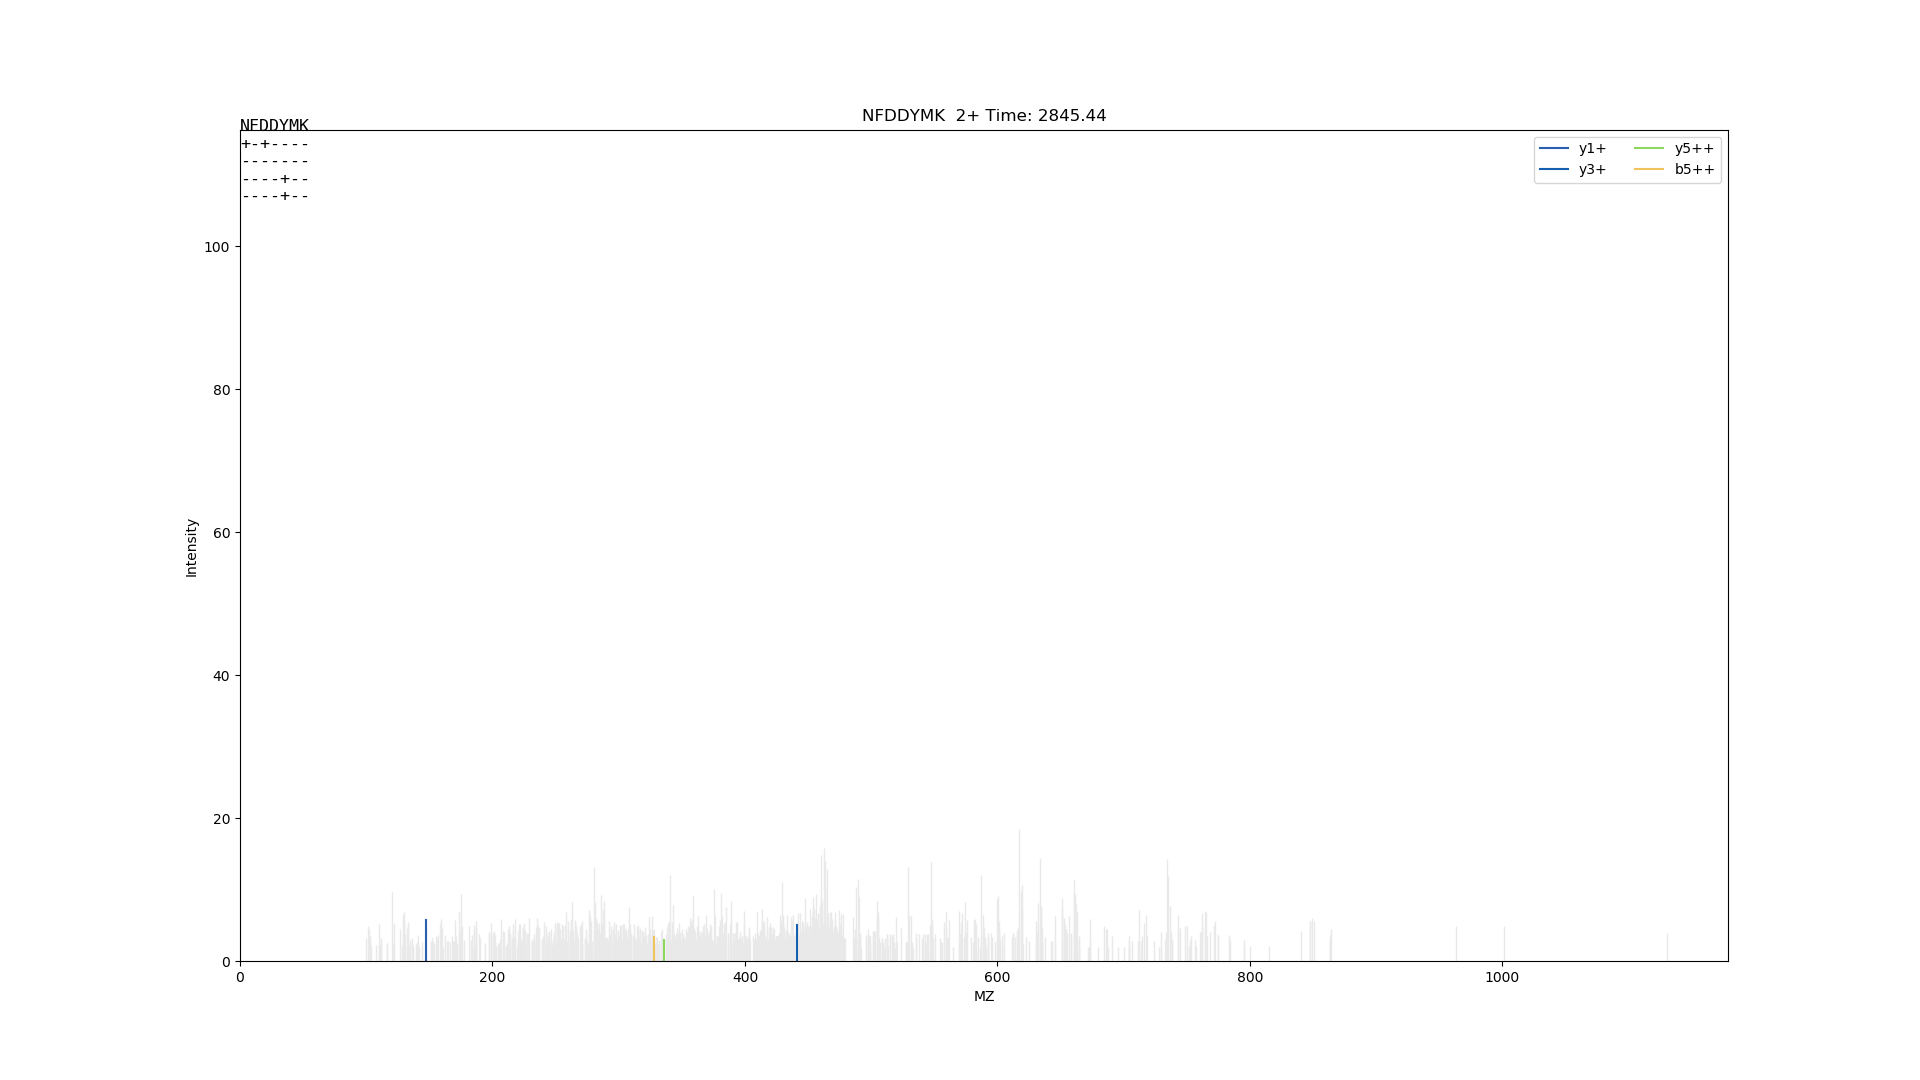 NFDDYMK  2+ Time: 2845.44
NFDDYMK
+-+----
-------
----+--
----+--
y1+
y3+
y5++
b5++
100
80
60
40
20
0
Intensity
0
200
400
600
800
1000
MZ